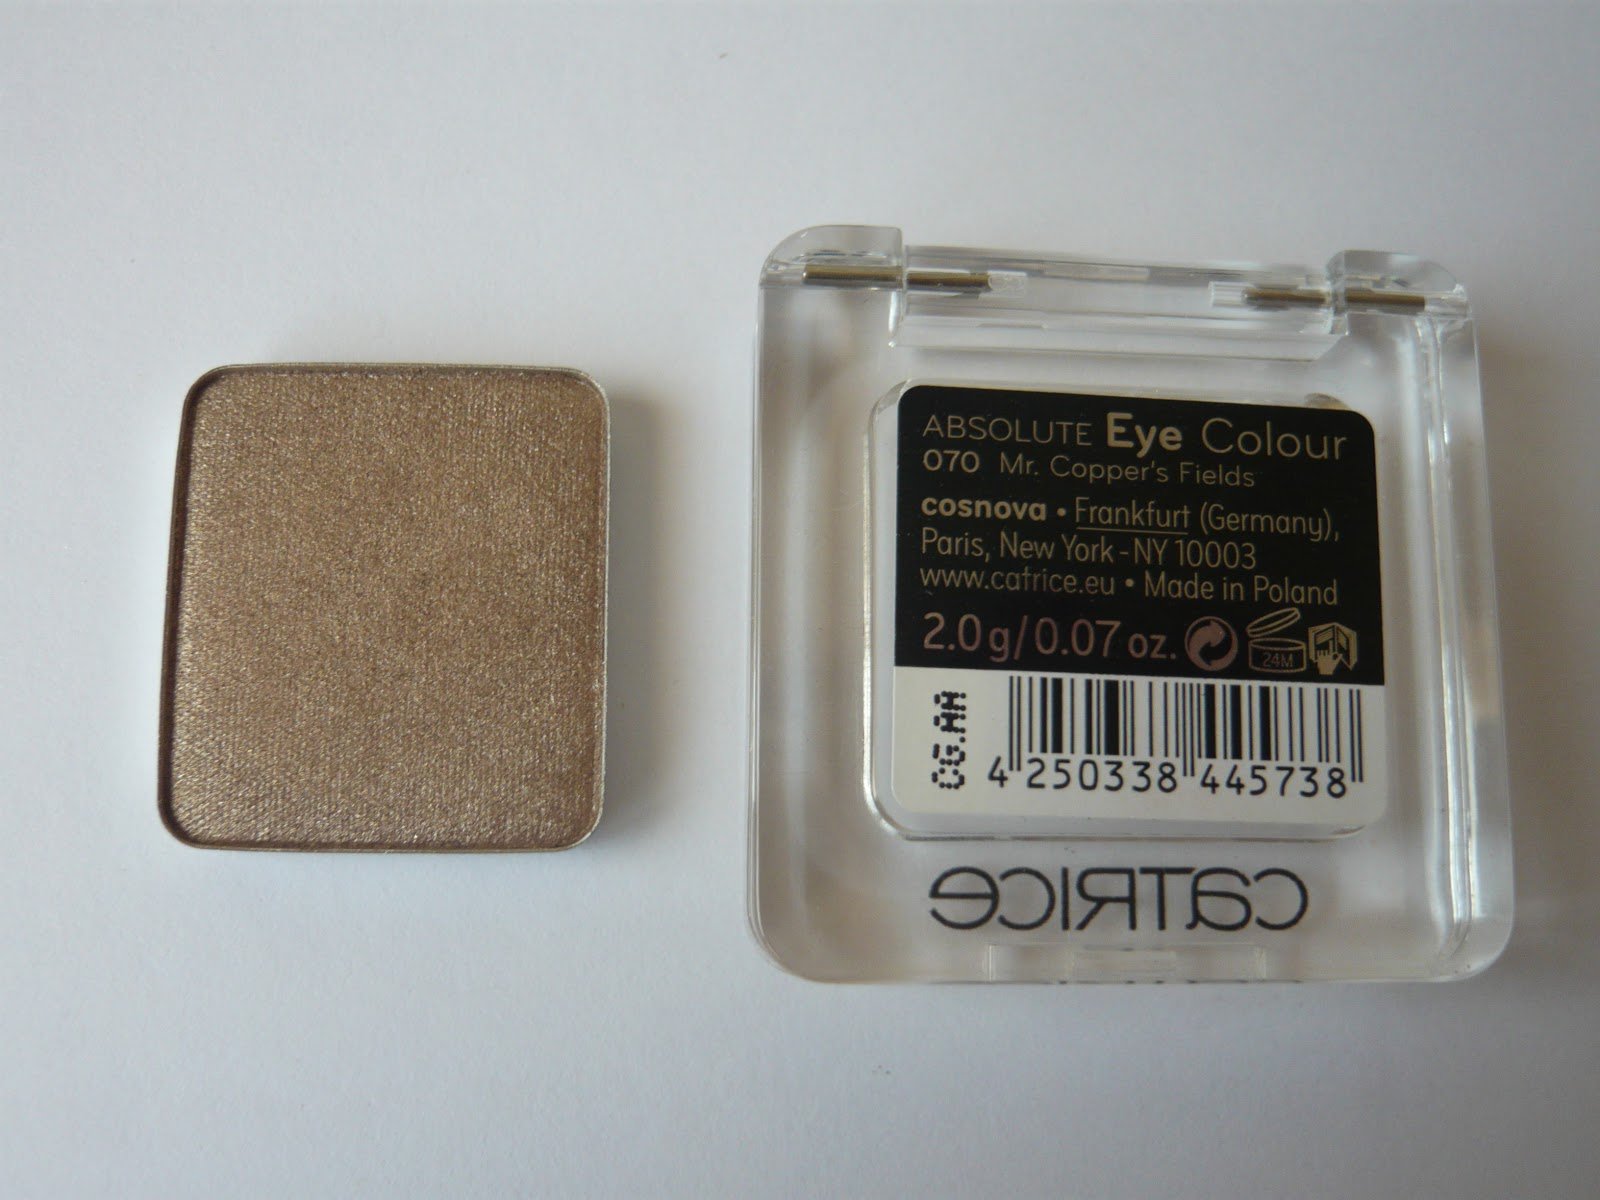 ABSOLUTE Eye Colour
070 Mr. Copper's Fields
cosnova • Frankfurt (Germany),
Paris, New York - NY 10003
www.catrice.eu • Made in Poland
2.0 g / 0.07 oz. 24M
4 250338 445738
CATRICE